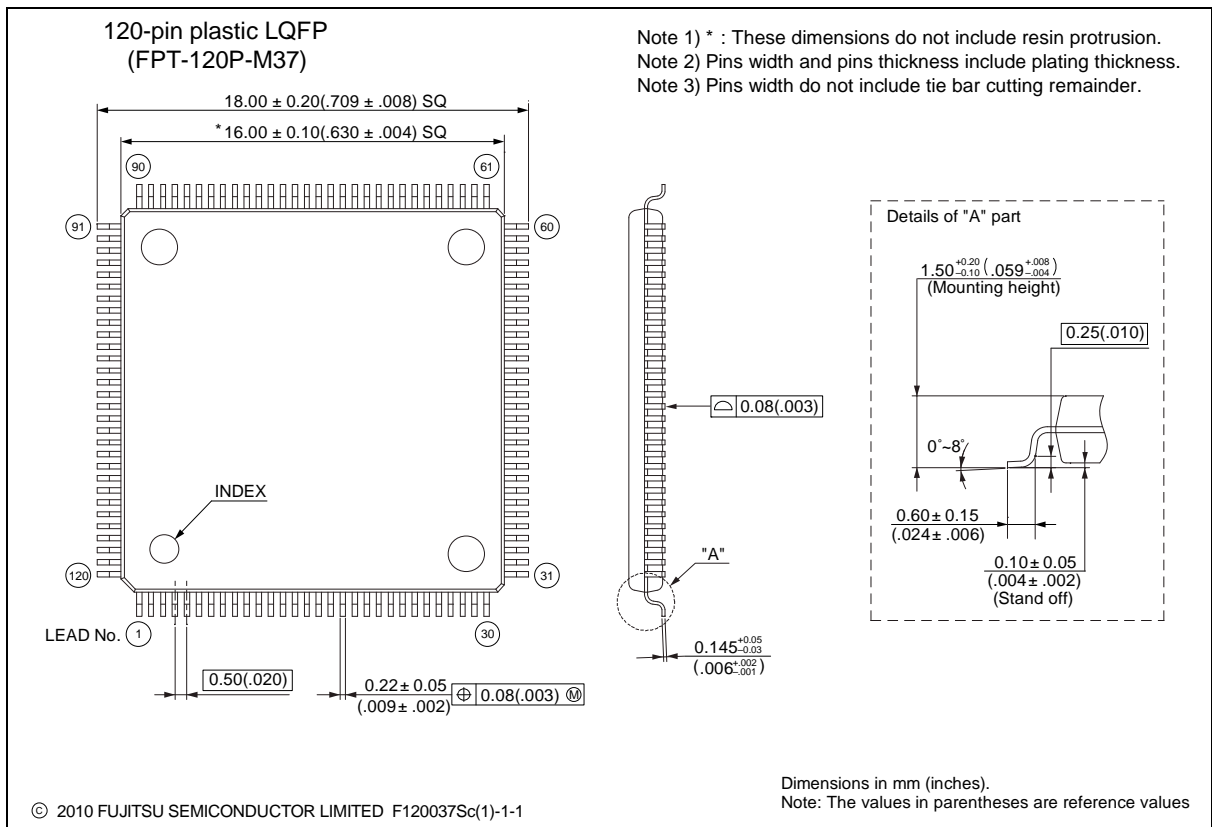 120-pin plastic LQFP
(FPT-120P-M37)
Note 1) * : These dimensions do not include resin protrusion.
Note 2) Pins width and pins thickness include plating thickness.
Note 3) Pins width do not include tie bar cutting remainder.
18.00 ± 0.20(.709 ± .008) SQ
*16.00 ± 0.10(.630 ± .004) SQ
90
61
91
60
Details of "A" part
1.50 +0.20 –0.10 (.059 +.008 –.004)
(Mounting height)
0.25(.010)
0.08(.003)
0°~8°
INDEX
0.60 ± 0.15
(.024 ± .006)
"A"
0.10 ± 0.05
(.004 ± .002)
(Stand off)
120
31
LEAD No. 1
30
0.145 +0.05 –0.03
(.006 +.002 –.001)
0.50(.020)
0.22 ± 0.05
(.009 ± .002)
⌖ 0.08(.003) Ⓜ
Dimensions in mm (inches).
Note: The values in parentheses are reference values
© 2010 FUJITSU SEMICONDUCTOR LIMITED F120037Sc(1)-1-1